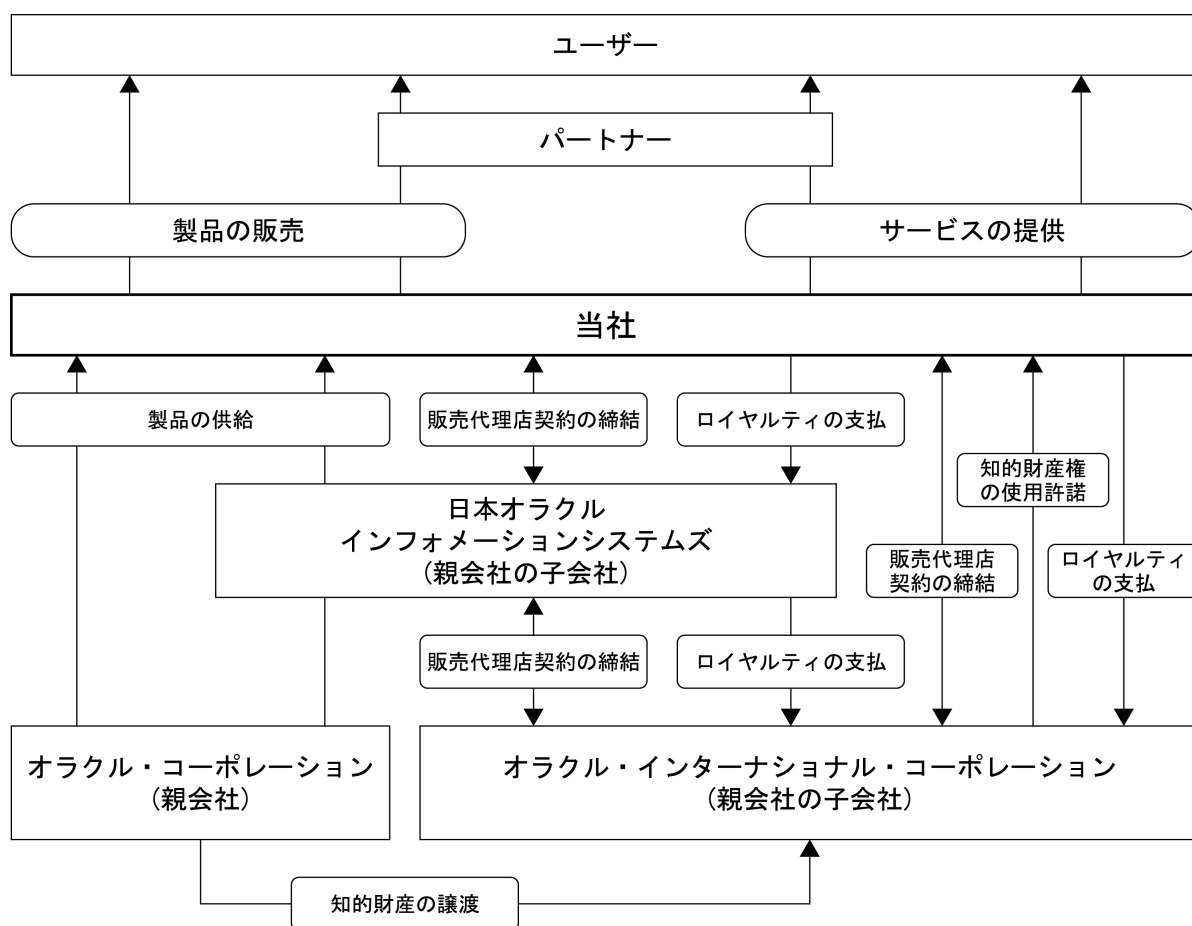 ユーザー
パートナー
製品の販売
サービスの提供
当社
製品の供給
販売代理店契約の締結
ロイヤルティの支払
知的財産権
の使用許諾
日本オラクル
インフォメーションシステムズ
（親会社の子会社）
販売代理店
契約の締結
ロイヤルティ
の支払
販売代理店契約の締結
ロイヤルティの支払
オラクル・コーポレーション
（親会社）
オラクル・インターナショナル・コーポレーション
（親会社の子会社）
知的財産の譲渡